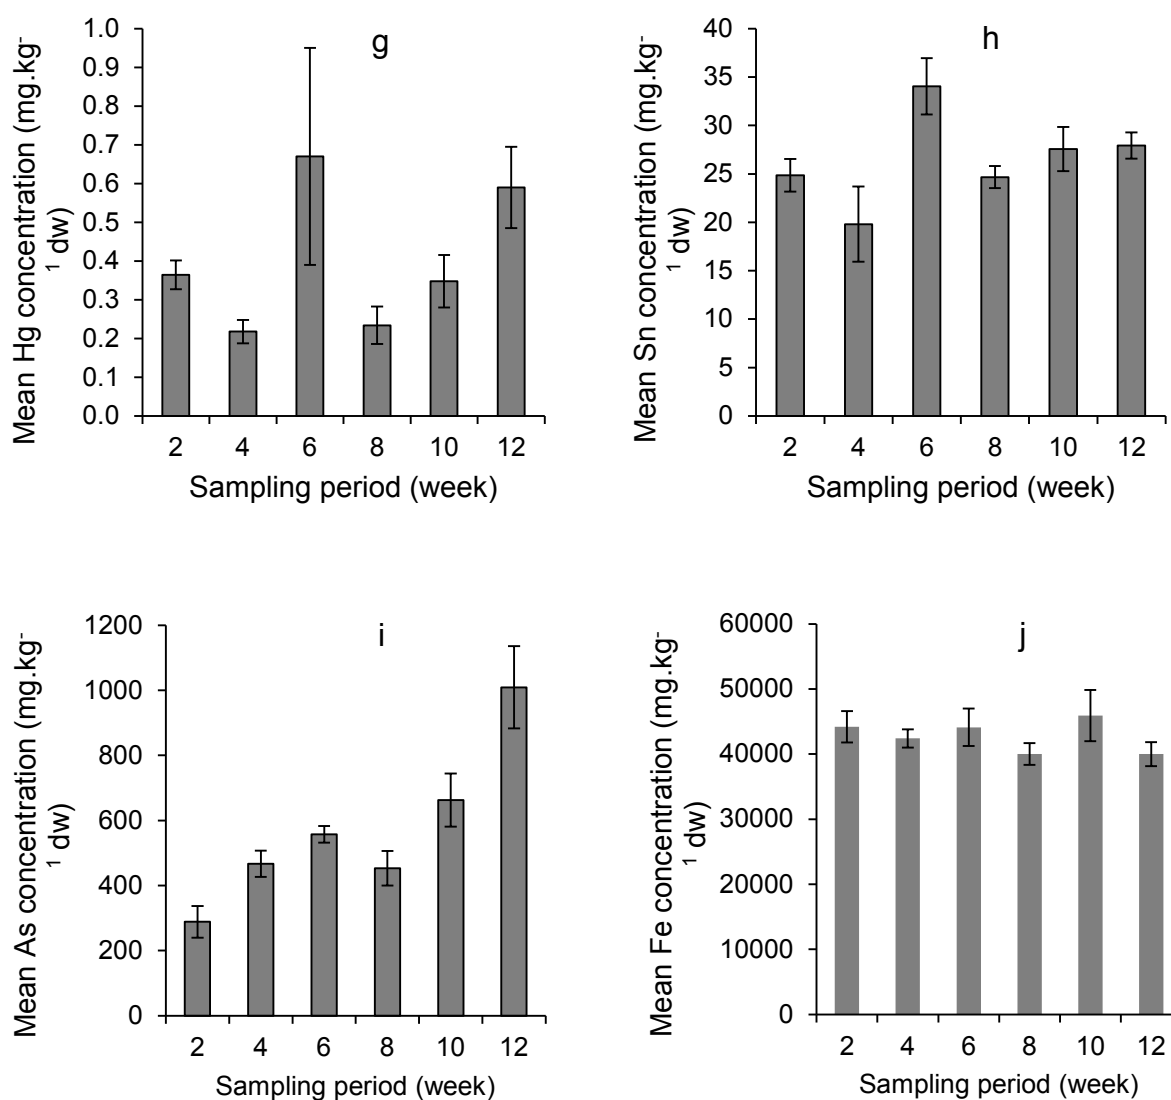 g
Mean Hg concentration (mg.kg-
1 dw)
1.0
0.9
0.8
0.7
0.6
0.5
0.4
0.3
0.2
0.1
0.0
2 4 6 8 10 12
Sampling period (week)
h
Mean Sn concentration (mg.kg-
1 dw)
40
35
30
25
20
15
10
5
0
2 4 6 8 10 12
Sampling period (week)
i
Mean As concentration (mg.kg-
1 dw)
1200
1000
800
600
400
200
0
2 4 6 8 10 12
Sampling period (week)
j
Mean Fe concentration (mg.kg-
1 dw)
60000
50000
40000
30000
20000
10000
0
2 4 6 8 10 12
Sampling period (week)